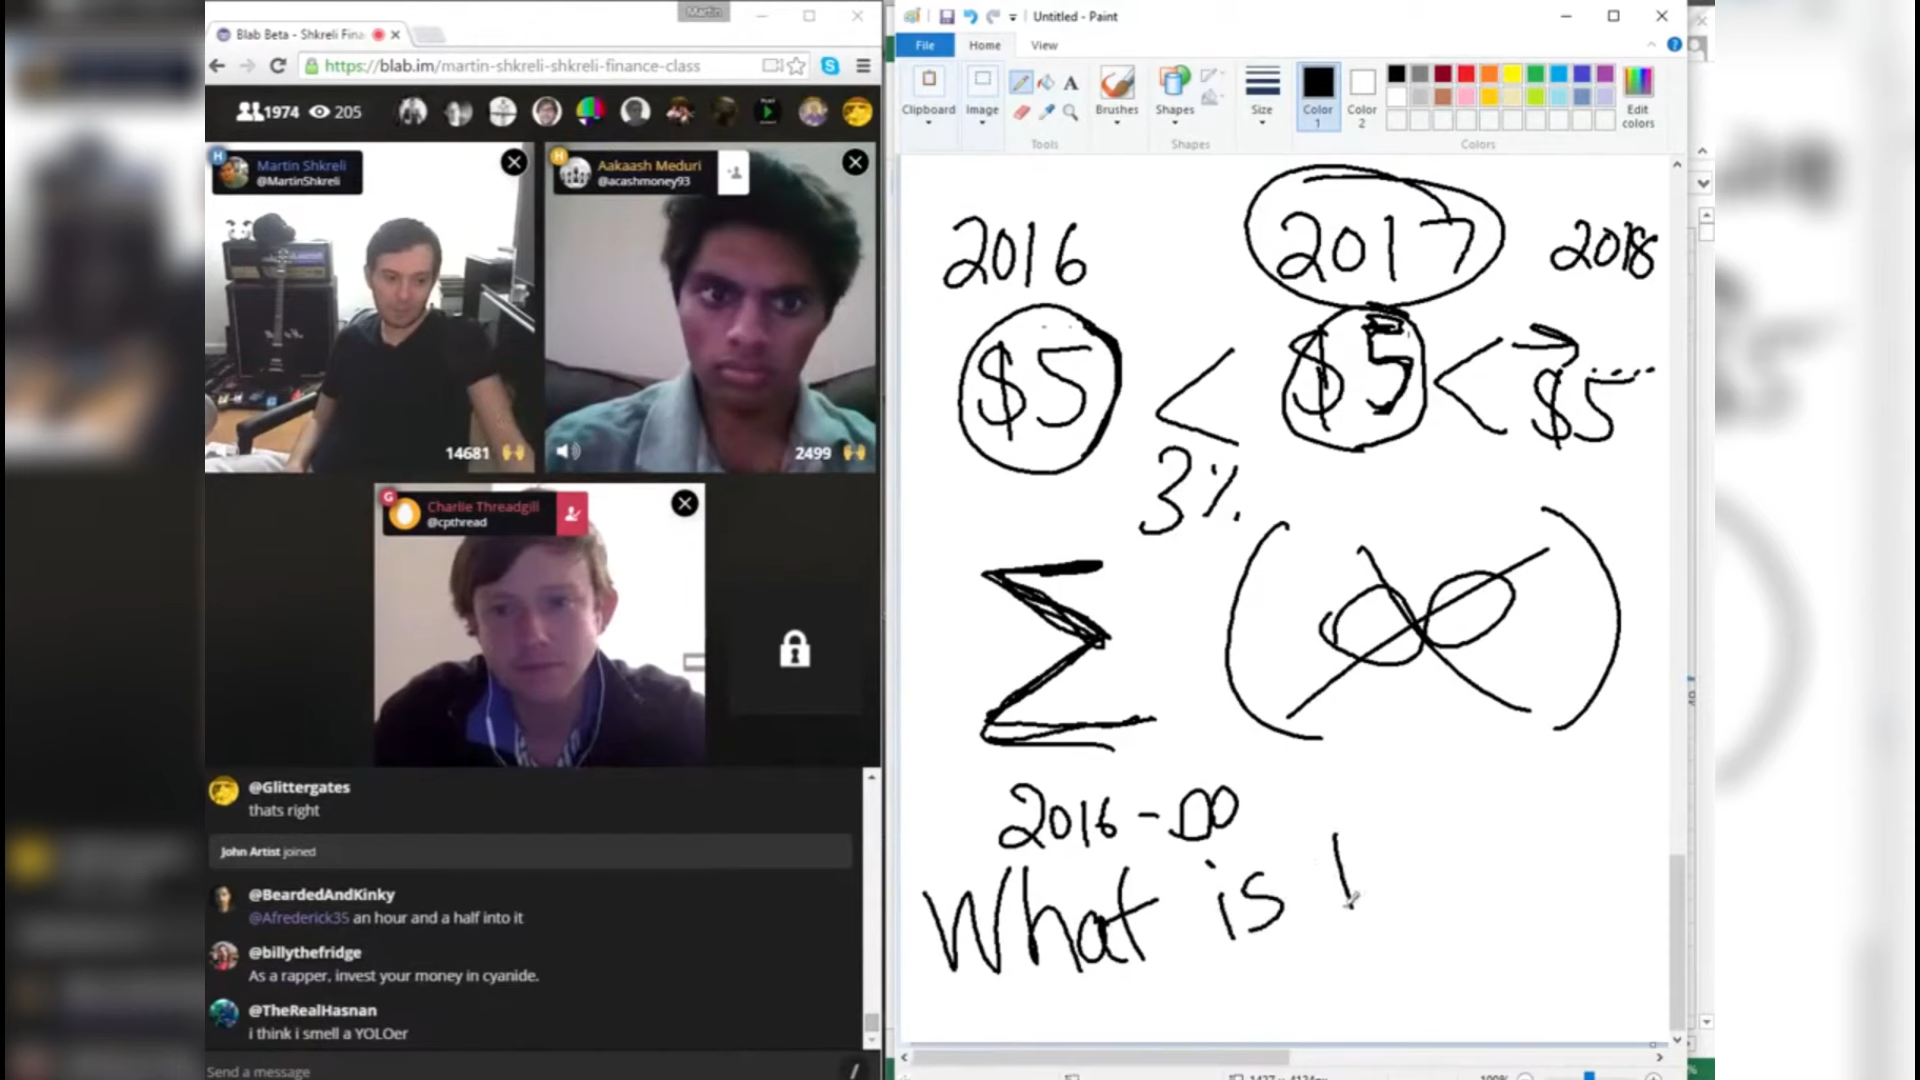 Martin
Blab Beta - Shkreli Fina
https://blab.im/martin-shkreli-shkreli-finance-class
1974 205
Martin Shkreli
@MartinShkreli
14681
Aakaash Meduri
@acashmoney93
2499
Charlie Threadgill
@cpthread
@Glittergates
thats right
John Artist joined
@BeardedAndKinky
@Afrederick35 an hour and a half into it
@billythefridge
As a rapper, invest your money in cyanide.
@TheRealHasnan
i think i smell a YOLOer
Send a message
/
Untitled - Paint
File Home View
Clipboard Image Brushes Shapes Size Color 1 Color 2 Edit colors
Tools Shapes Colors
2016 2017 2018
$5 < $5 < $5
3%
Σ (∞)
2016-∞
What is
100%